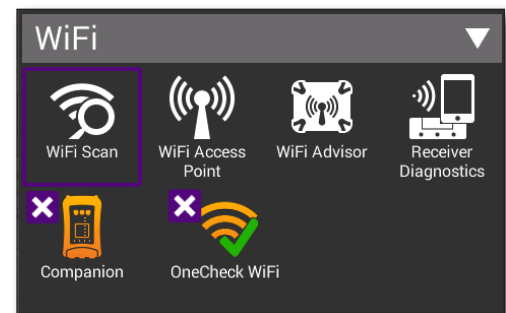 WiFi
WiFi Scan
WiFi Access
Point
WiFi Advisor
Receiver
Diagnostics
Companion
OneCheck WiFi